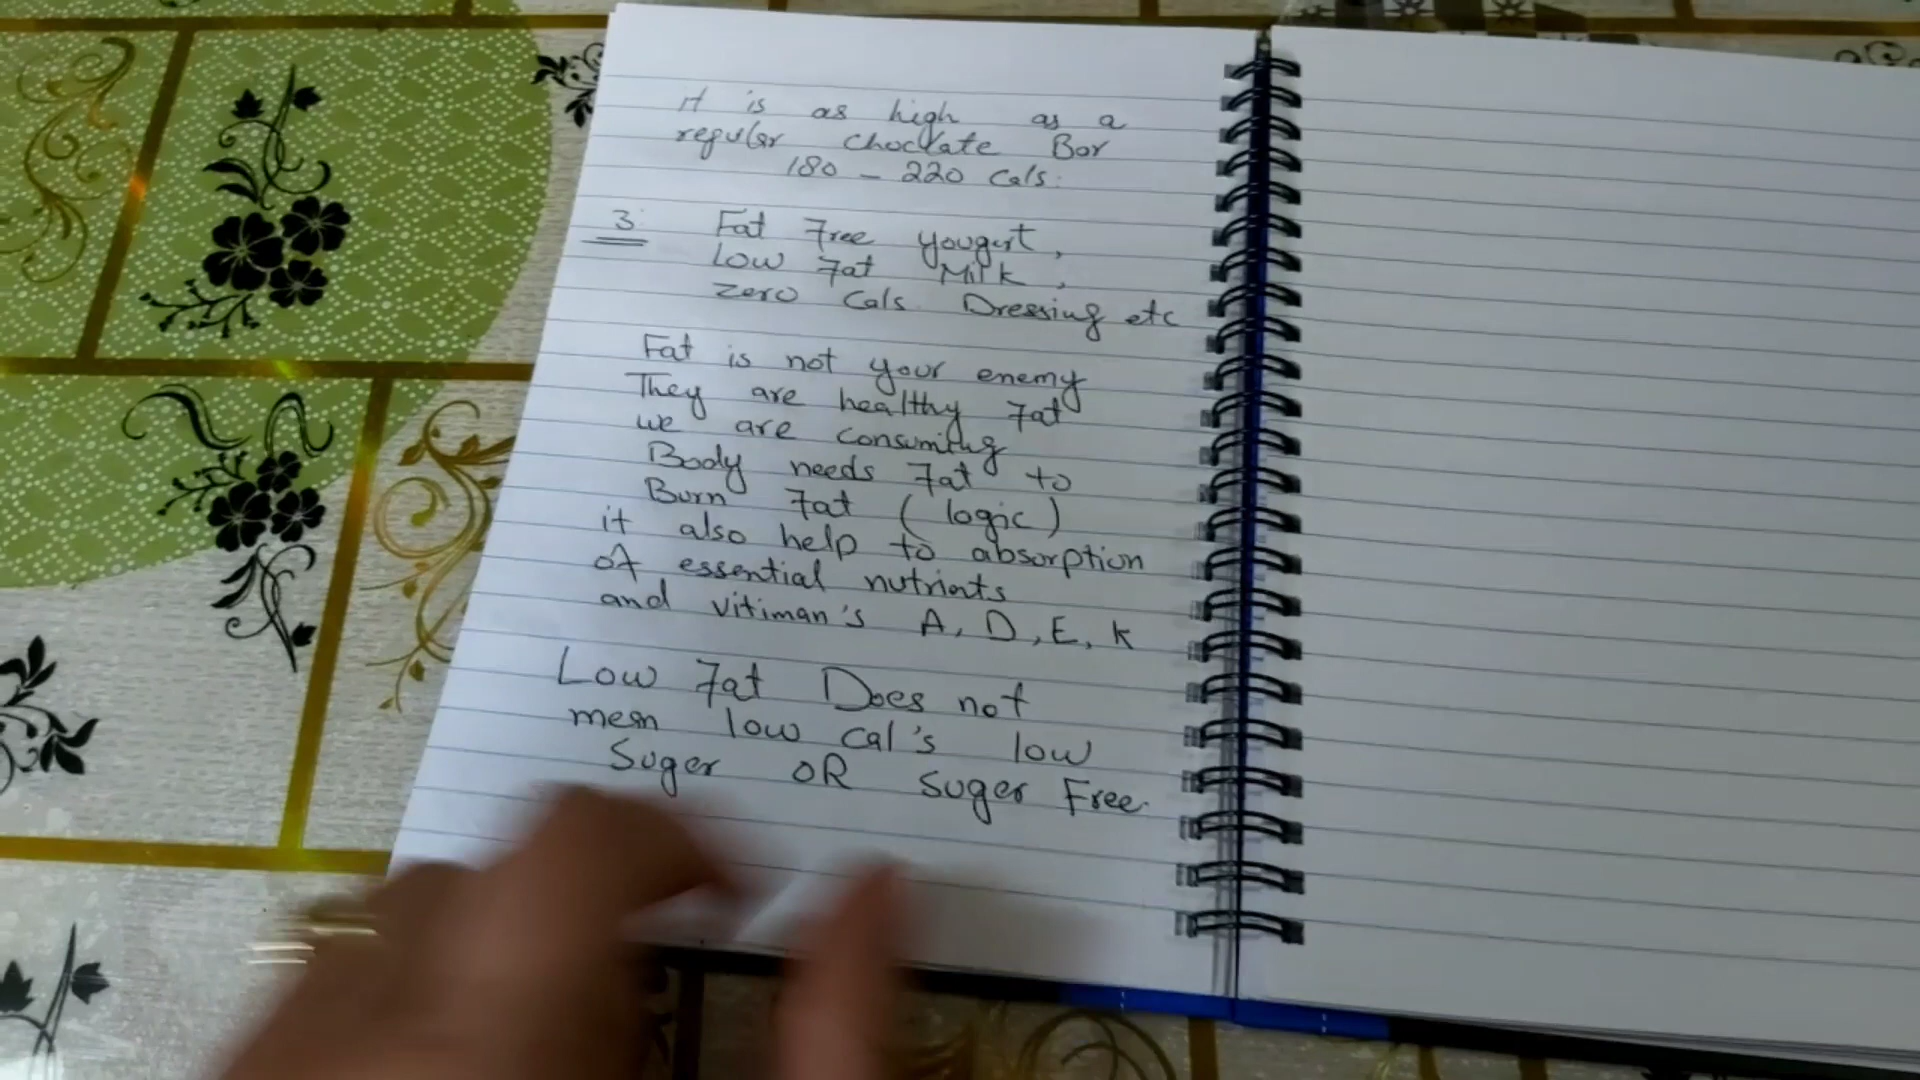 it is as high as a
regular Choclate Bar
180 - 220 Cals.
3. Fat Free yougurt,
Low Fat Milk,
Zero Cals Dressing etc
Fat is not your enemy
They are healthy Fat
we are consuming
Body needs Fat to
Burn Fat (logic)
it also help to absorption
of essential nutrients
and vitiman's A, D, E, K
Low Fat Does not
mean low cal's low
Suger OR Suger Free.